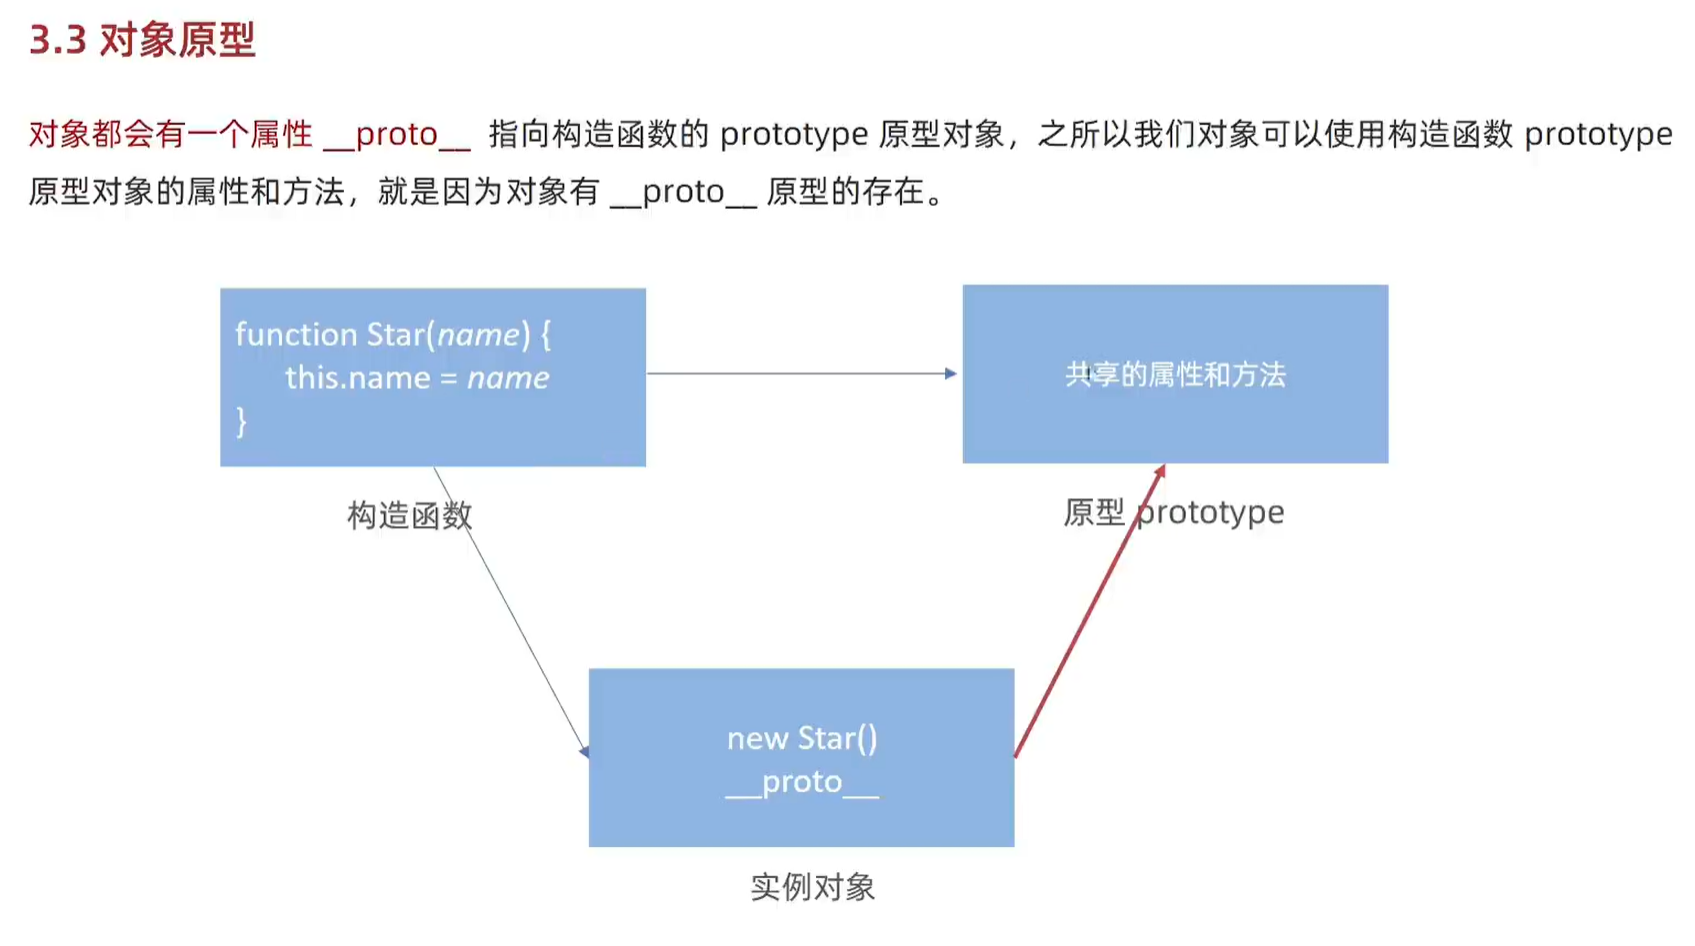 3.3 对象原型
对象都会有一个属性 __proto__ 指向构造函数的 prototype 原型对象，之所以我们对象可以使用构造函数 prototype
原型对象的属性和方法，就是因为对象有 __proto__ 原型的存在。
function Star(name) {
this.name = name
}
共享的属性和方法
构造函数
原型 prototype
new Star()
__proto__
实例对象